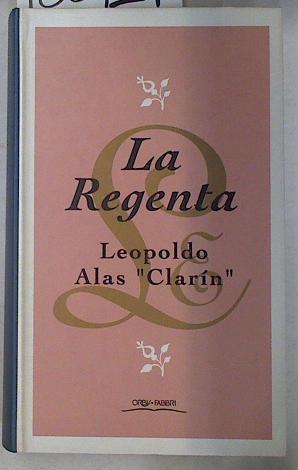 La
Regenta
Leopoldo
Alas "Clarín"
L&
ORBIS•FABBRI